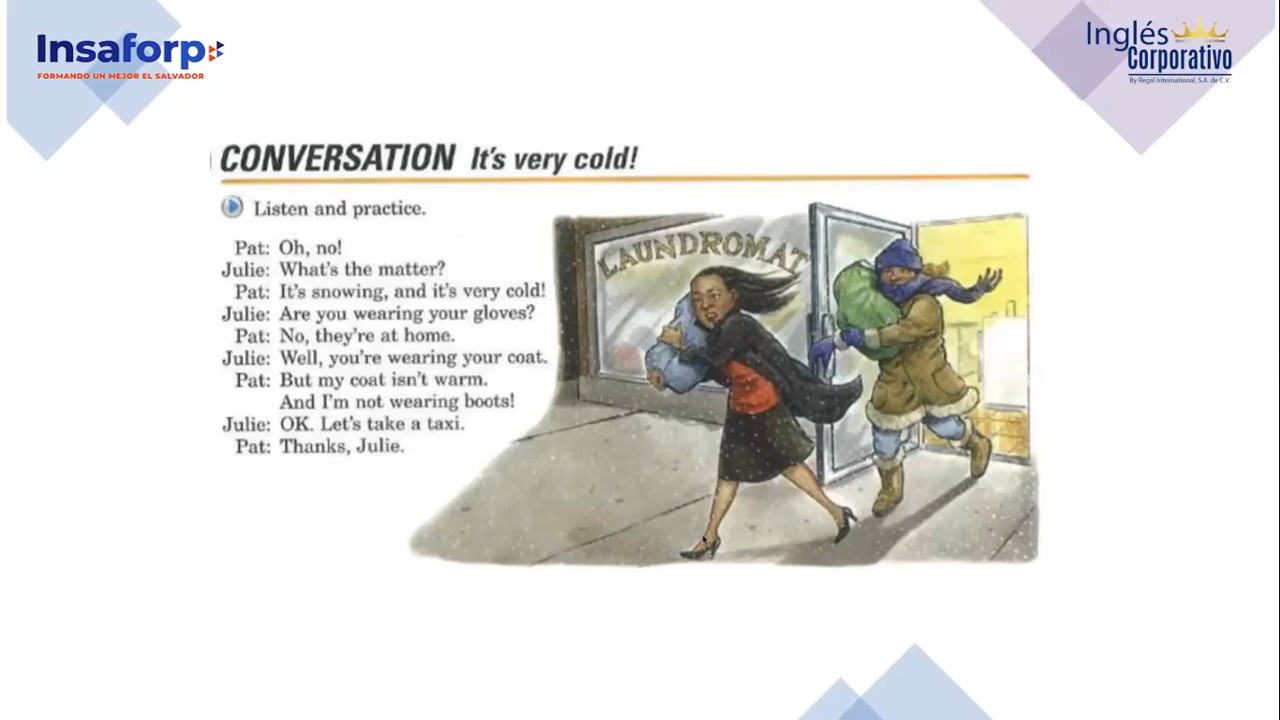 Insaforp
FORMANDO UN MEJOR EL SALVADOR
Inglés
Corporativo
By Regal International, S.A. de C.V.
CONVERSATION It's very cold!
Listen and practice.
Pat: Oh, no!
Julie: What's the matter?
Pat: It's snowing, and it's very cold!
Julie: Are you wearing your gloves?
Pat: No, they're at home.
Julie: Well, you're wearing your coat.
Pat: But my coat isn't warm.
And I'm not wearing boots!
Julie: OK. Let's take a taxi.
Pat: Thanks, Julie.
LAUNDROMAT